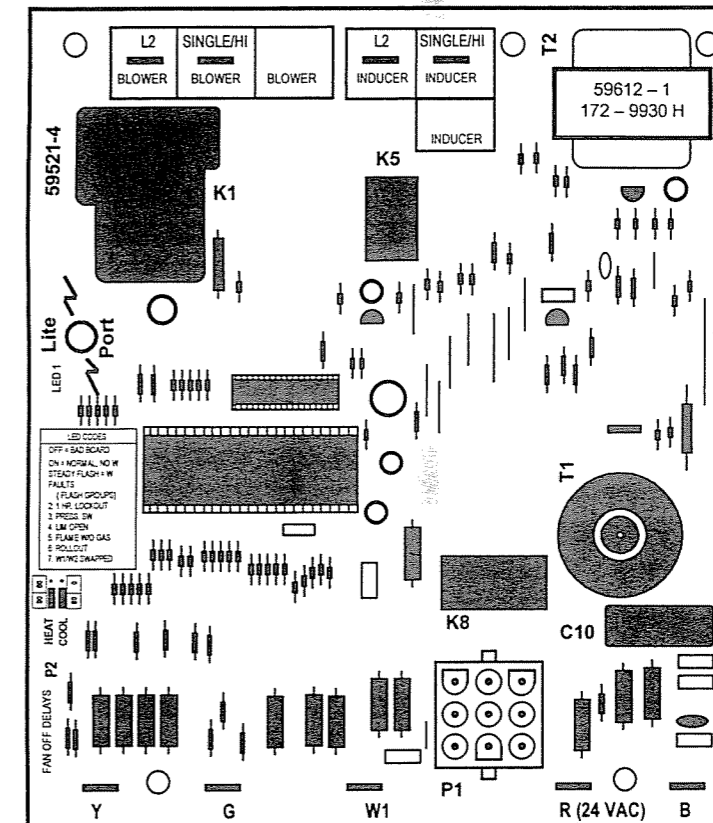 L2 SINGLE/HI L2 SINGLE/HI
BLOWER BLOWER BLOWER INDUCER INDUCER
INDUCER
T2
59612 – 1
172 – 9930 H
59521-4
K1
K5
Lite
Port
LED 1
LED CODES
OFF = BAD BOARD
ON = NORMAL, NO W
STEADY FLASH = W
FAULTS
(FLASH GROUPS)
2. 1 HR. LOCKOUT
3. PRESS. SW
4. LIM OPEN
5. FLAME W/O GAS
6. ROLLOUT
7. W1/W2 SWAPPED
T1
HEAT
COOL
K8
C10
P2
FAN OFF DELAYS
P1
Y G W1 R (24 VAC) B